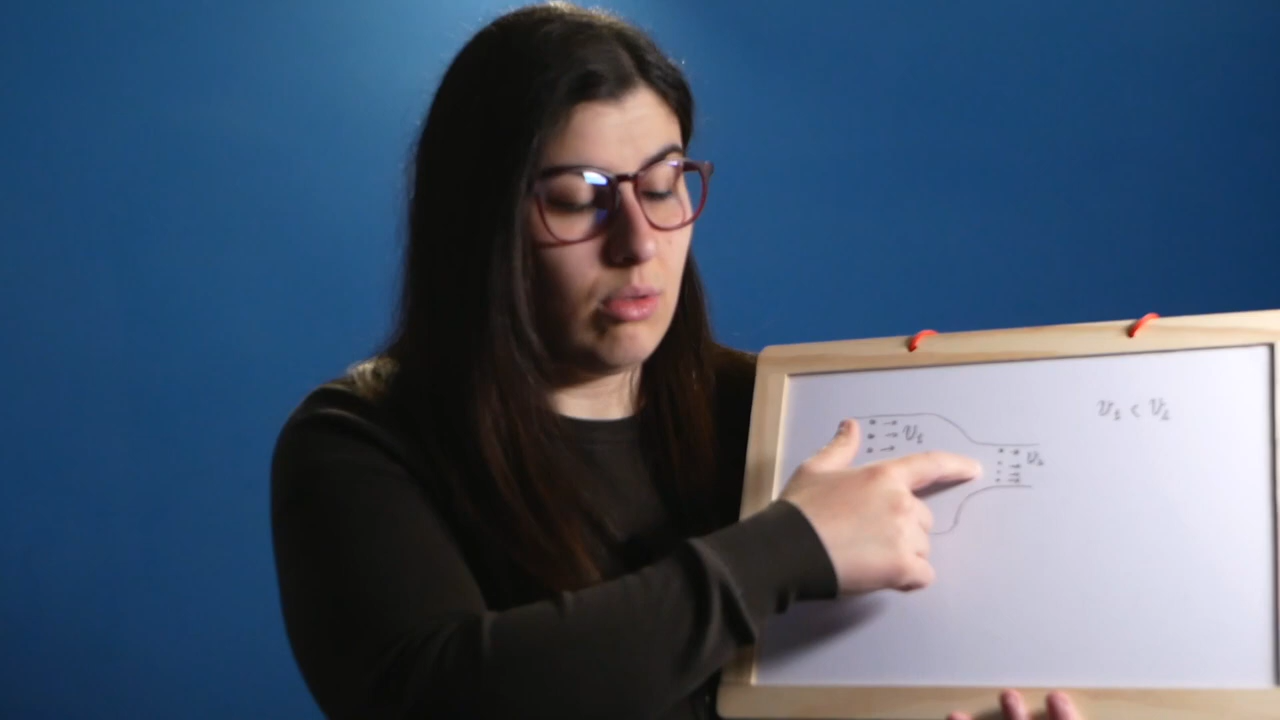 v₁ < v₂
v₁
v₂